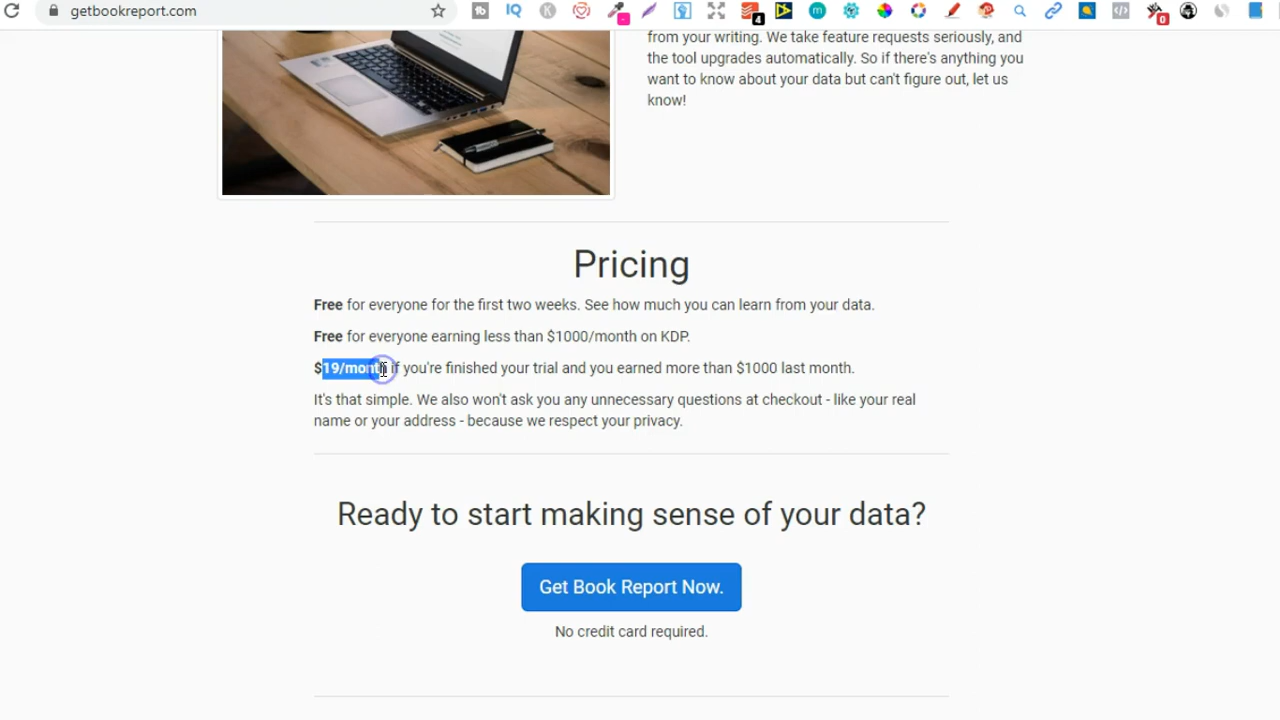 getbookreport.com
from your writing. We take feature requests seriously, and
the tool upgrades automatically. So if there's anything you
want to know about your data but can't figure out, let us
know!
Pricing
Free for everyone for the first two weeks. See how much you can learn from your data.
Free for everyone earning less than $1000/month on KDP.
$19/month if you're finished your trial and you earned more than $1000 last month.
It's that simple. We also won't ask you any unnecessary questions at checkout - like your real
name or your address - because we respect your privacy.
Ready to start making sense of your data?
Get Book Report Now.
No credit card required.